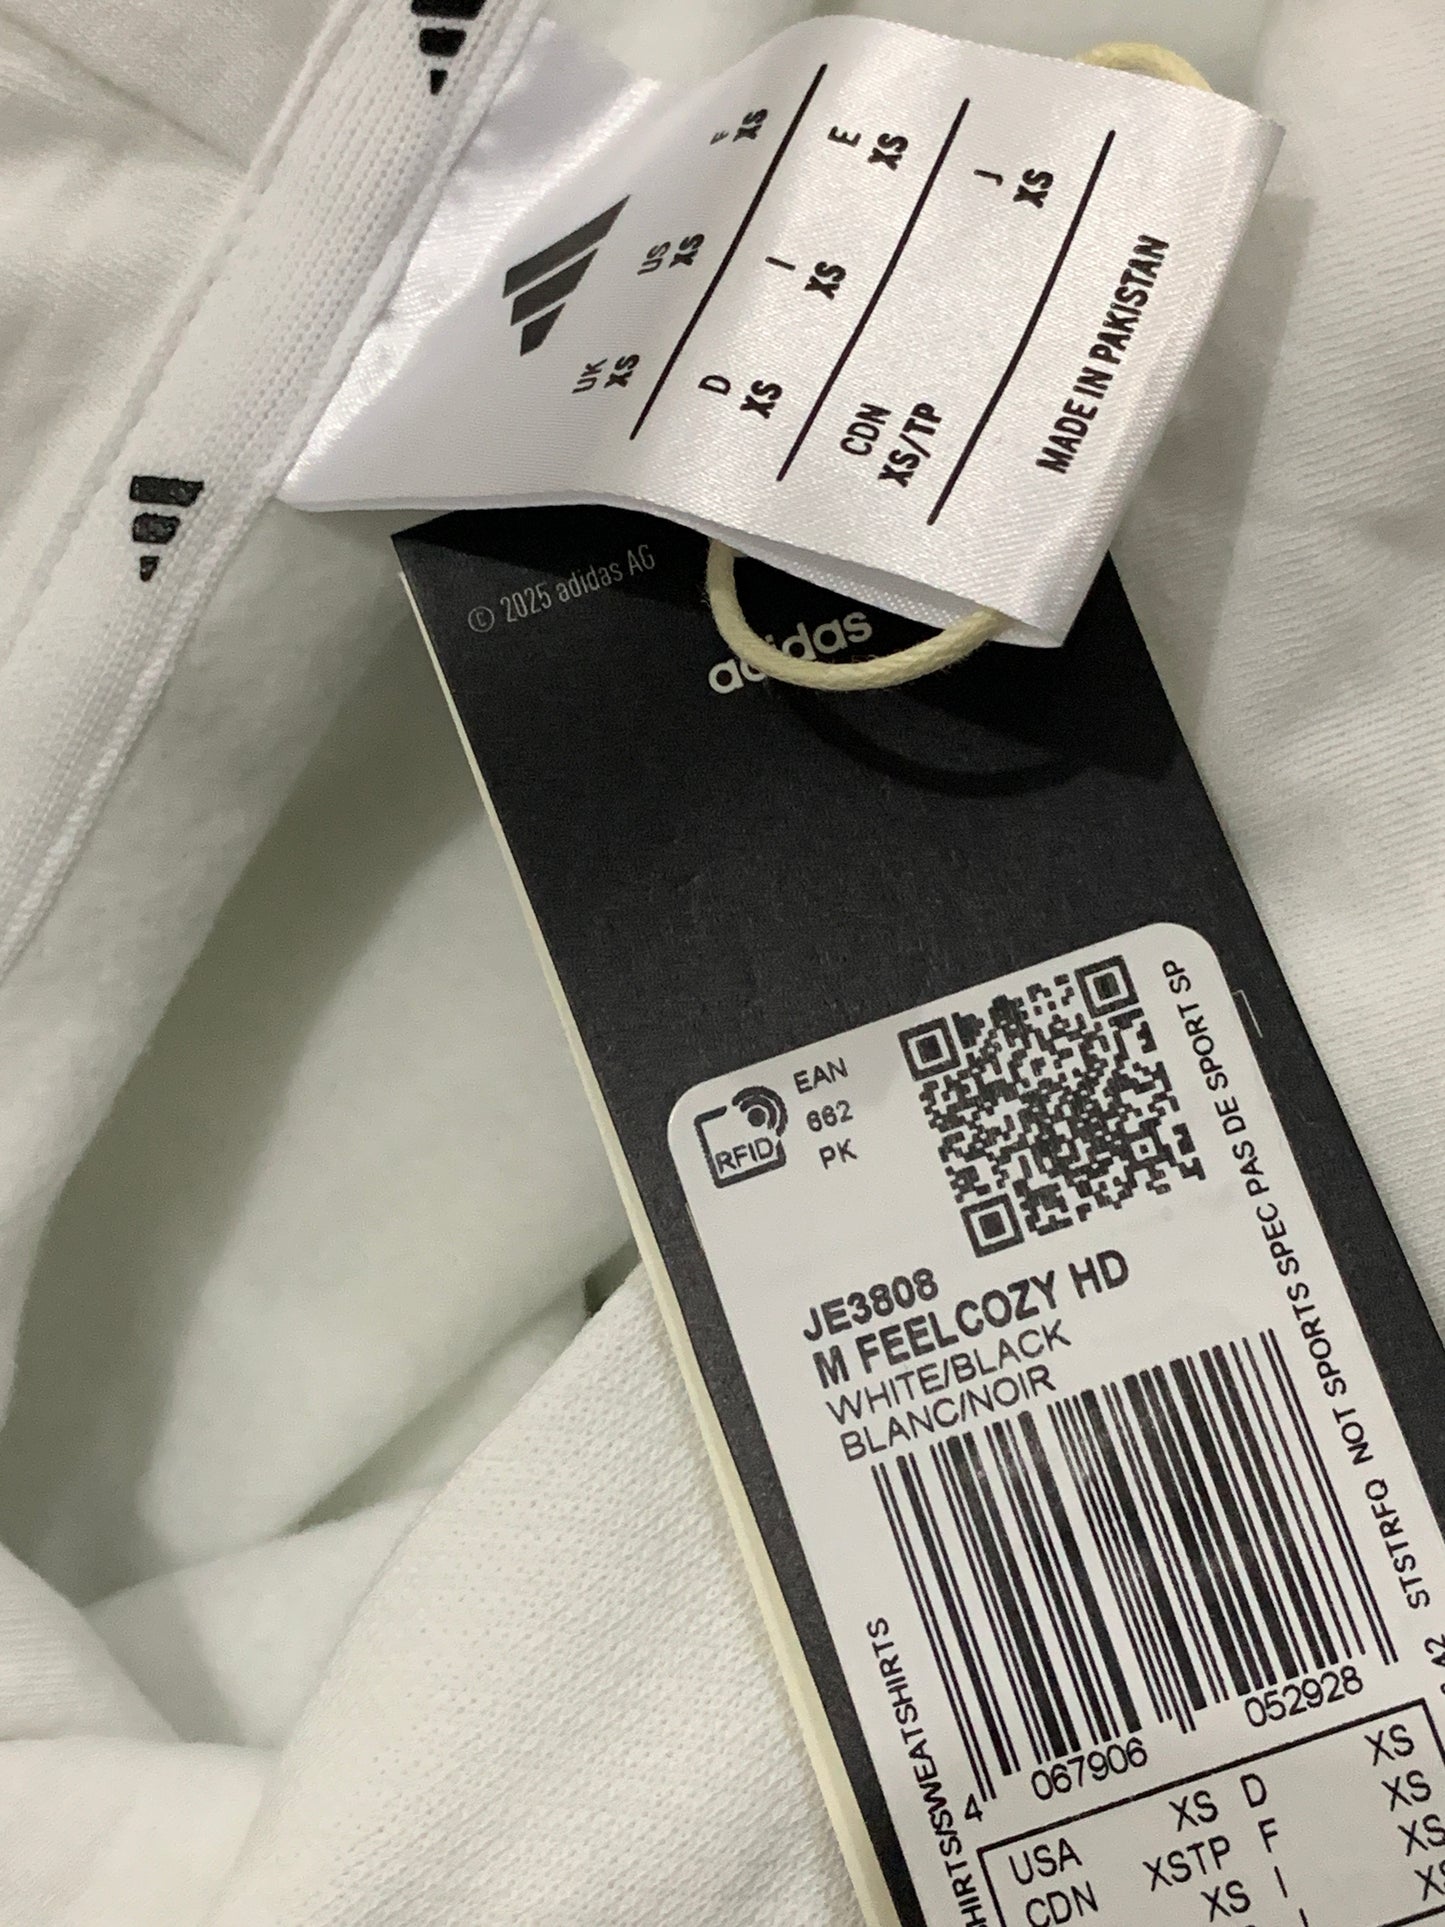 UK US F
XS XS XS
D I E
XS XS XS
CDN J
XS/TP XS
MADE IN PAKISTAN
© 2025 adidas AG
adidas
RFID
EAN
662
PK
JE3808
M FEELCOZY HD
WHITE/BLACK
BLANC/NOIR
4 067906 052928
STSTRFQ NOT SPORTS SPEC PAS DE SPORT SP
HIRTS/SWEATSHIRTS
USA XS D XS
CDN XSTP F XS
XS I XS